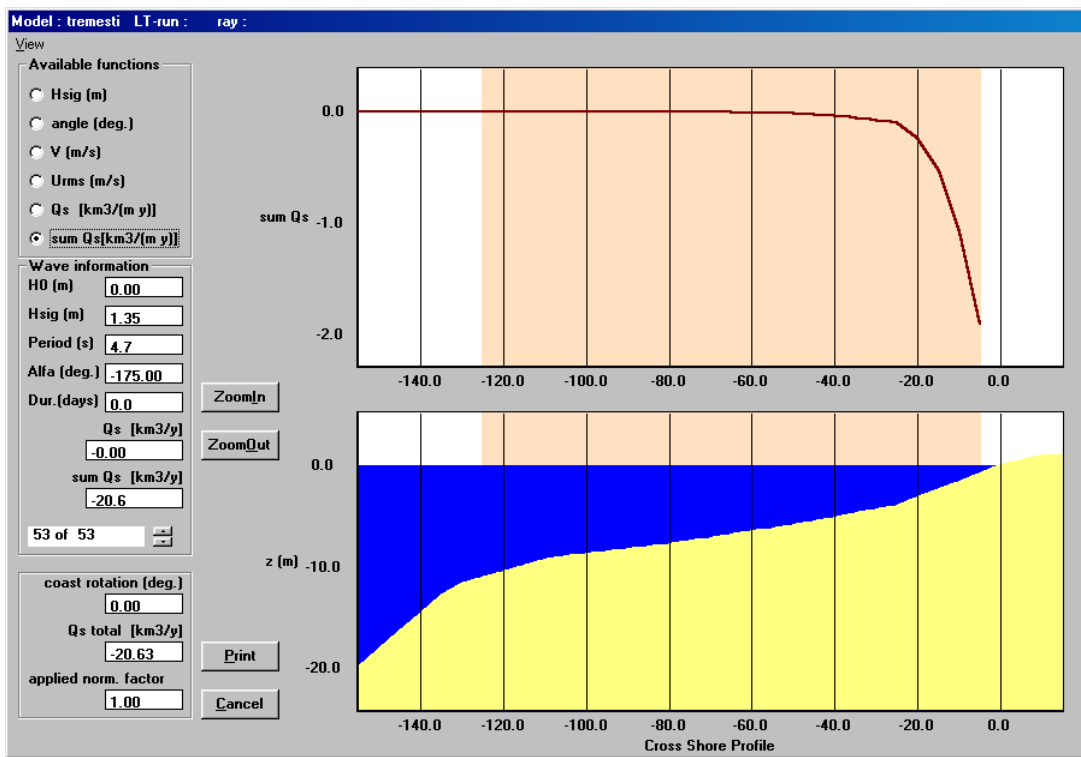 Model : tremesti LT-run : ray :
View
Available functions
Hsig (m)
angle (deg.)
V (m/s)
Urms (m/s)
Qs [km3/(m y)]
sum Qs[km3/(m y)]
Wave information
H0 (m) 0.00
Hsig (m) 1.35
Period (s) 4.7
Alfa (deg.) -175.00
Dur.(days) 0.0
Qs [km3/y]
-0.00
sum Qs [km3/y]
-20.6
53 of 53
coast rotation (deg.)
0.00
Qs total [km3/y]
-20.63
applied norm. factor
1.00
ZoomIn
ZoomOut
Print
Cancel
0.0
sum Qs -1.0
-2.0
-140.0 -120.0 -100.0 -80.0 -60.0 -40.0 -20.0 0.0
0.0
z (m) -10.0
-20.0
-140.0 -120.0 -100.0 -80.0 -60.0 -40.0 -20.0 0.0
Cross Shore Profile